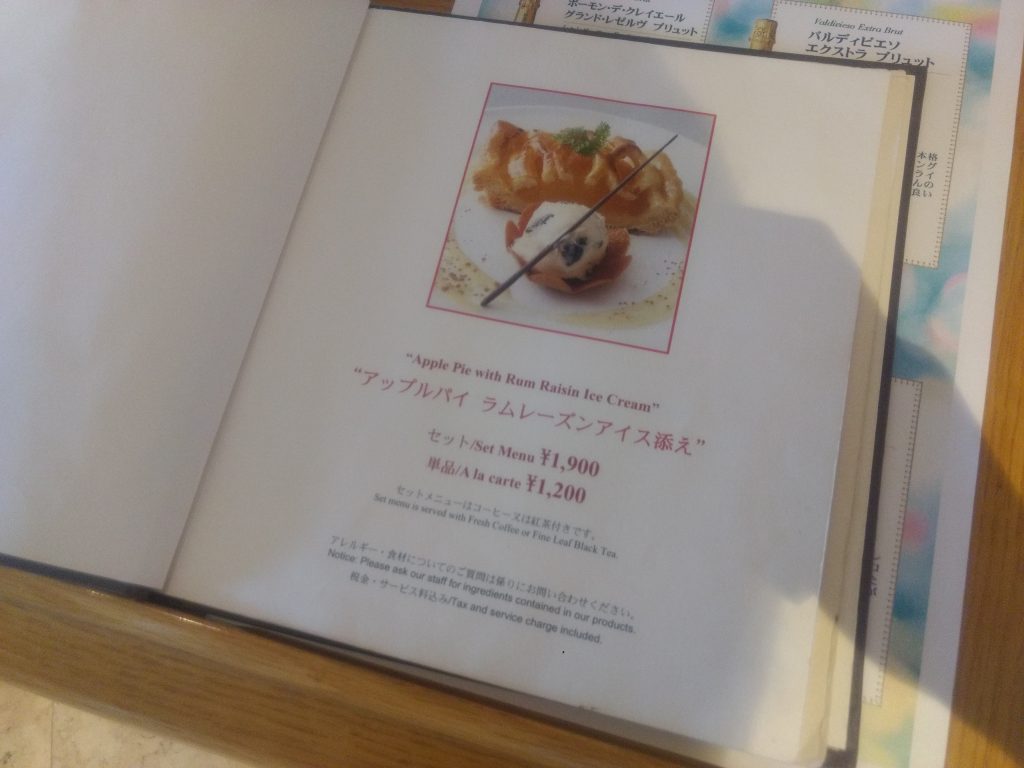 ボーモン・デ・クレイエール
グランド・レゼルヴ ブリュット
Valdivieso Extra Brut
バルディビエソ
エクストラ ブリュット
“Apple Pie with Rum Raisin Ice Cream”
“アップルパイ ラムレーズンアイス添え”
セット/Set Menu ¥1,900
単品/A la carte ¥1,200
セットメニューはコーヒー又は紅茶付きです。
Set menu is served with Fresh Coffee or Fine Leaf Black Tea.
アレルギー・食材についてのご質問は係りにお問い合わせください。
Notice: Please ask our staff for ingredients contained in our products.
税金・サービス料込み/Tax and service charge included.